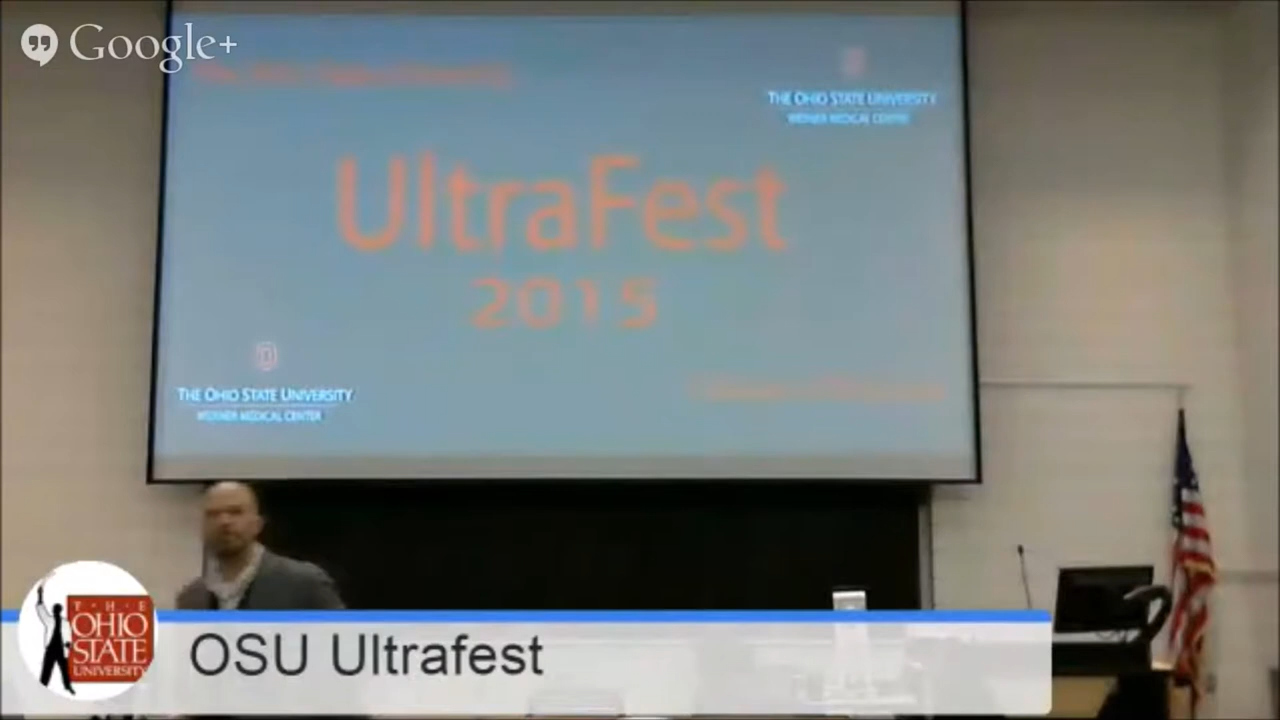 Google+
THE OHIO STATE UNIVERSITY
WEXNER MEDICAL CENTER
UltraFest
2015
THE OHIO STATE UNIVERSITY
WEXNER MEDICAL CENTER
T·H·E
OHIO
STATE
UNIVERSITY
OSU Ultrafest